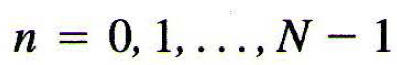 n = 0, 1, . . . , N − 1